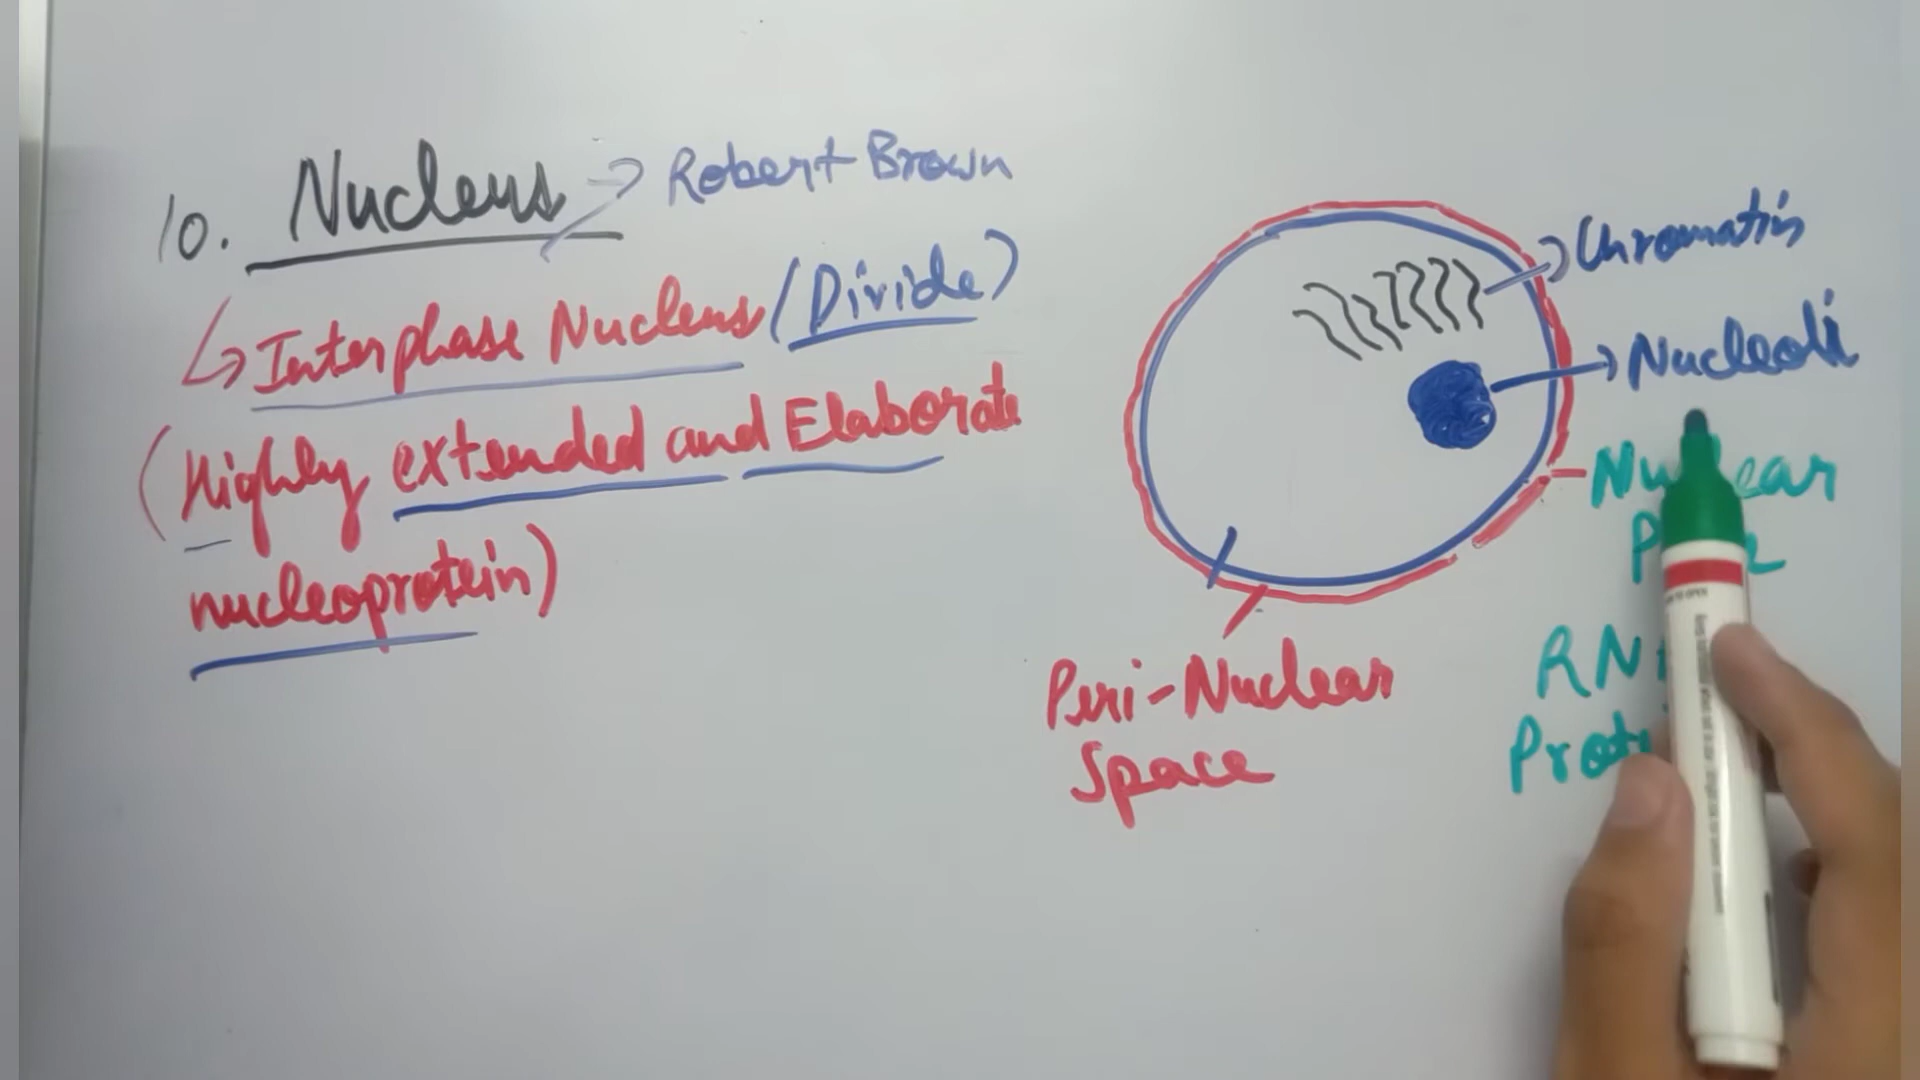 10. Nucleus → Robert Brown
↳ Interphase Nucleus (Divide)
(Highly extended and Elaborate
nucleoprotein)
Chromatin
Nucleoli
Peri-Nuclear
Space